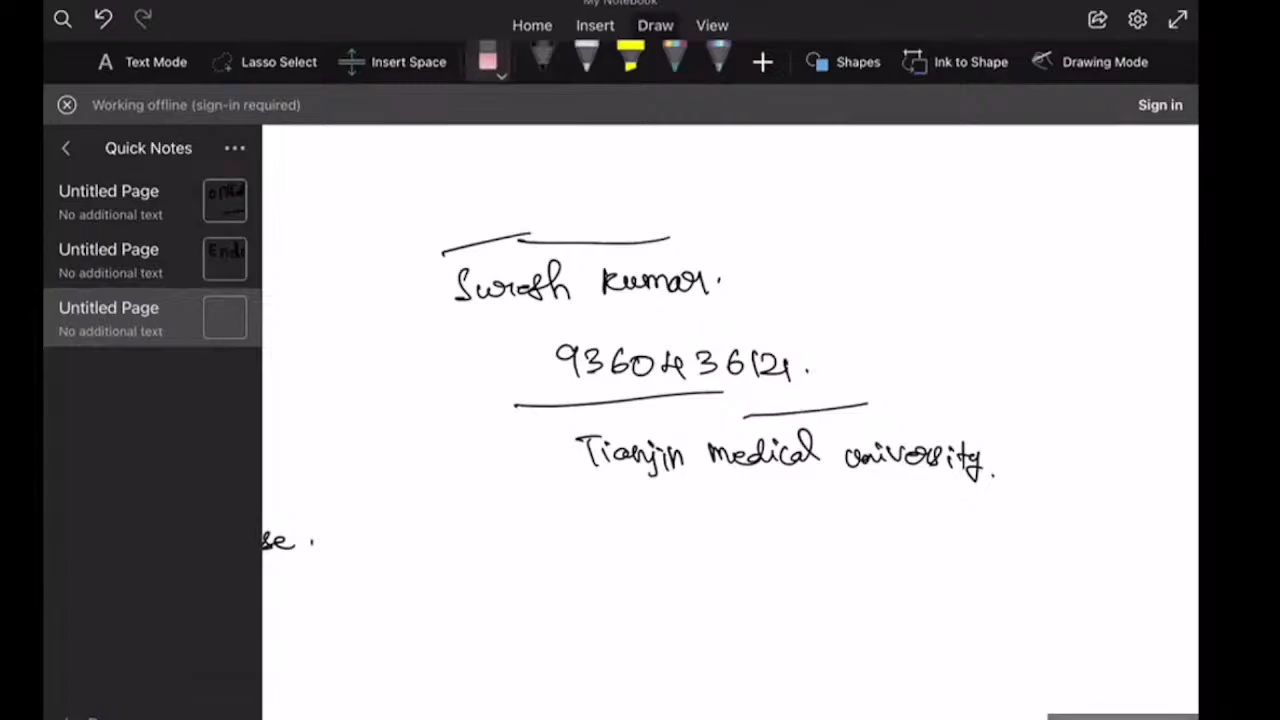 My Notebook
Home Insert Draw View
Text Mode Lasso Select Insert Space Shapes Ink to Shape Drawing Mode
Working offline (sign-in required) Sign in
Quick Notes
Untitled Page
No additional text
Untitled Page
No additional text
Untitled Page
No additional text
Suresh Kumar.
9360436121.
Tianjin medical university.
se.